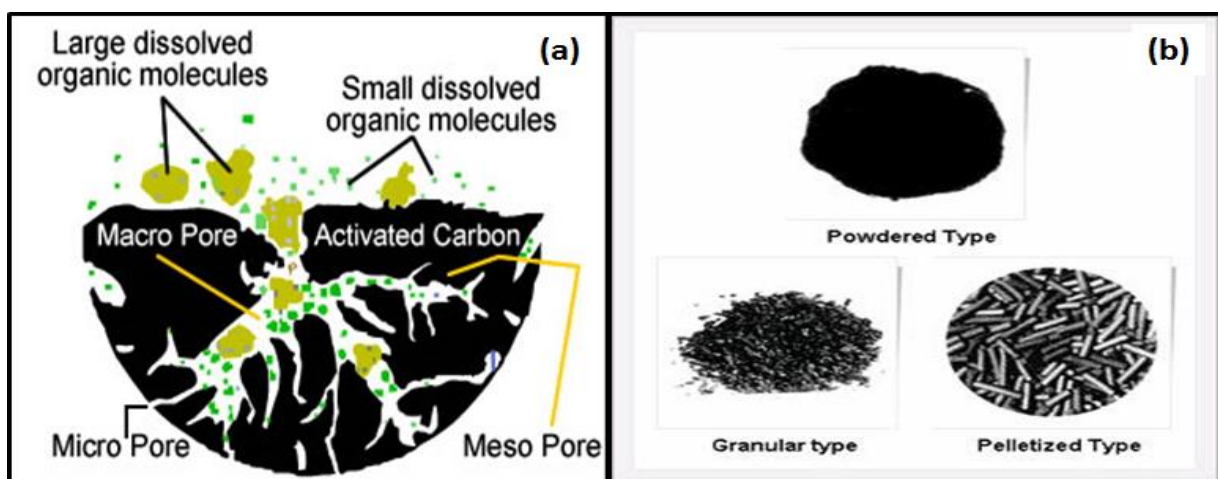 (a)
Large dissolved
organic molecules
Small dissolved
organic molecules
Macro Pore
Activated Carbon
Micro Pore
Meso Pore
(b)
Powdered Type
Granular type
Pelletized Type